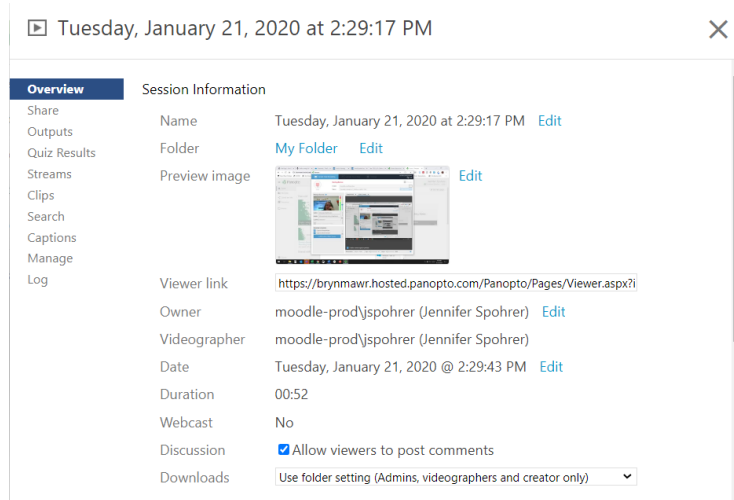 Tuesday, January 21, 2020 at 2:29:17 PM
Overview
Share
Outputs
Quiz Results
Streams
Clips
Search
Captions
Manage
Log
Session Information
Name Tuesday, January 21, 2020 at 2:29:17 PM Edit
Folder My Folder Edit
Preview image Edit
Viewer link https://brynmawr.hosted.panopto.com/Panopto/Pages/Viewer.aspx?i
Owner moodle-prod\jspohrer (Jennifer Spohrer) Edit
Videographer moodle-prod\jspohrer (Jennifer Spohrer)
Date Tuesday, January 21, 2020 @ 2:29:43 PM Edit
Duration 00:52
Webcast No
Discussion Allow viewers to post comments
Downloads Use folder setting (Admins, videographers and creator only)